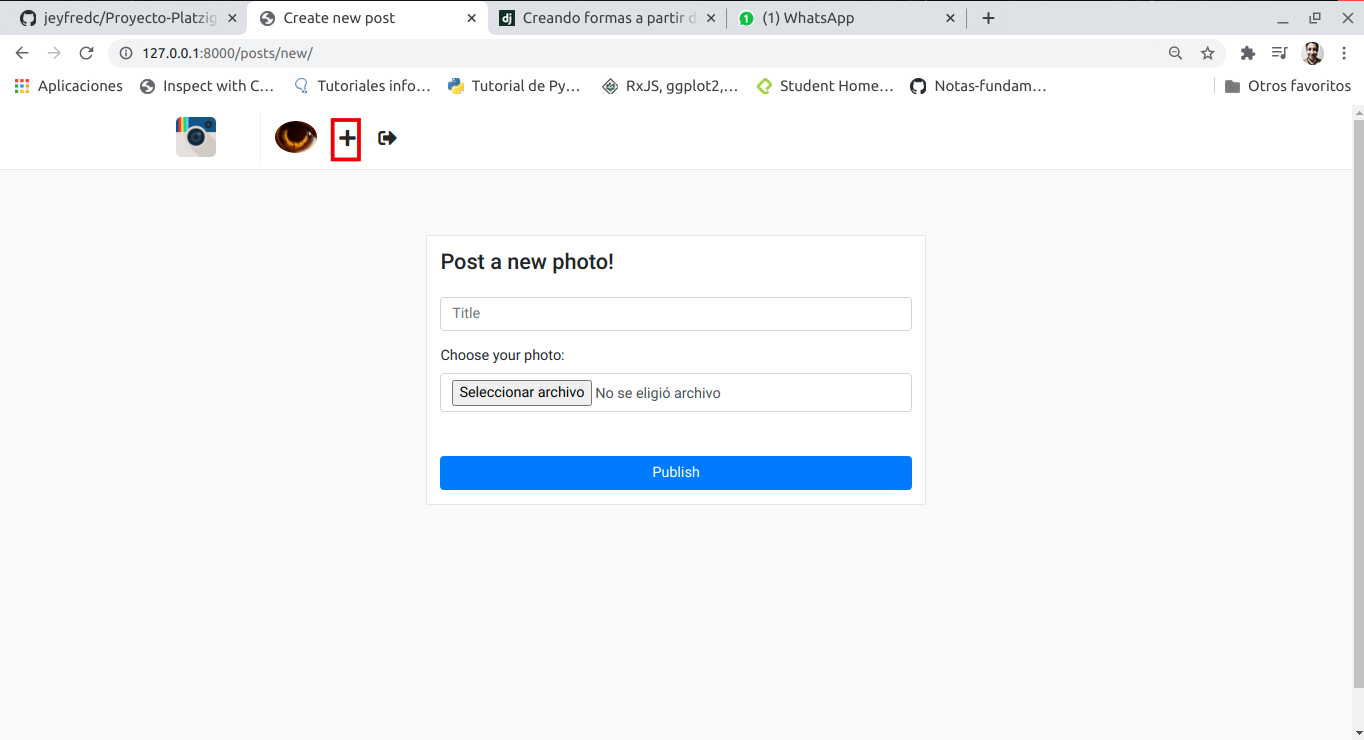 jeyfredc/Proyecto-Platzig
Create new post
dj
Creando formas a partir d
1
(1) WhatsApp
127.0.0.1:8000/posts/new/
Aplicaciones
Inspect with C...
Tutoriales info...
Tutorial de Py...
RxJS, ggplot2,...
Student Home...
Notas-fundam...
Otros favoritos
Post a new photo!
Title
Choose your photo:
Seleccionar archivo No se eligió archivo
Publish